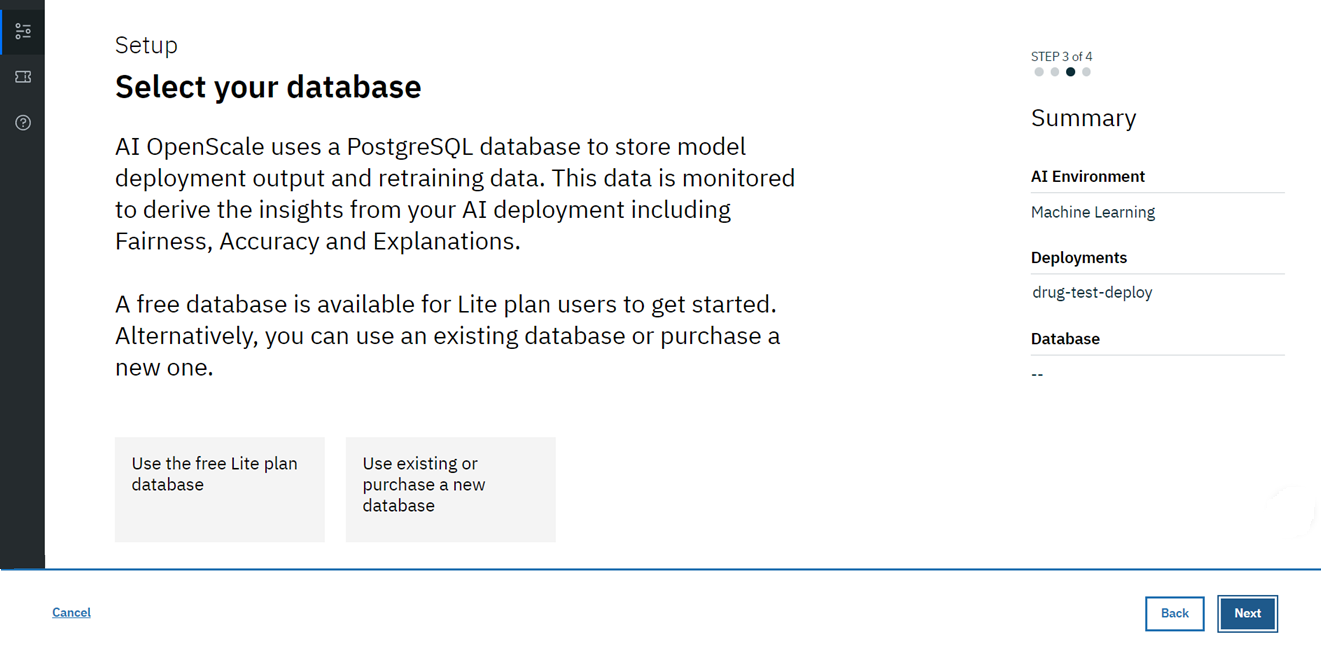 Setup
Select your database
AI OpenScale uses a PostgreSQL database to store model
deployment output and retraining data. This data is monitored
to derive the insights from your AI deployment including
Fairness, Accuracy and Explanations.
A free database is available for Lite plan users to get started.
Alternatively, you can use an existing database or purchase a
new one.
Use the free Lite plan
database
Use existing or
purchase a new
database
STEP 3 of 4
Summary
AI Environment
Machine Learning
Deployments
drug-test-deploy
Database
--
Cancel
Back
Next